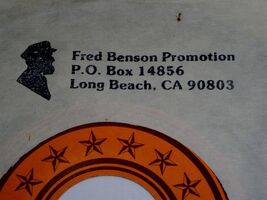 Fred Benson Promotion
P.O. Box 14856
Long Beach, CA 90803